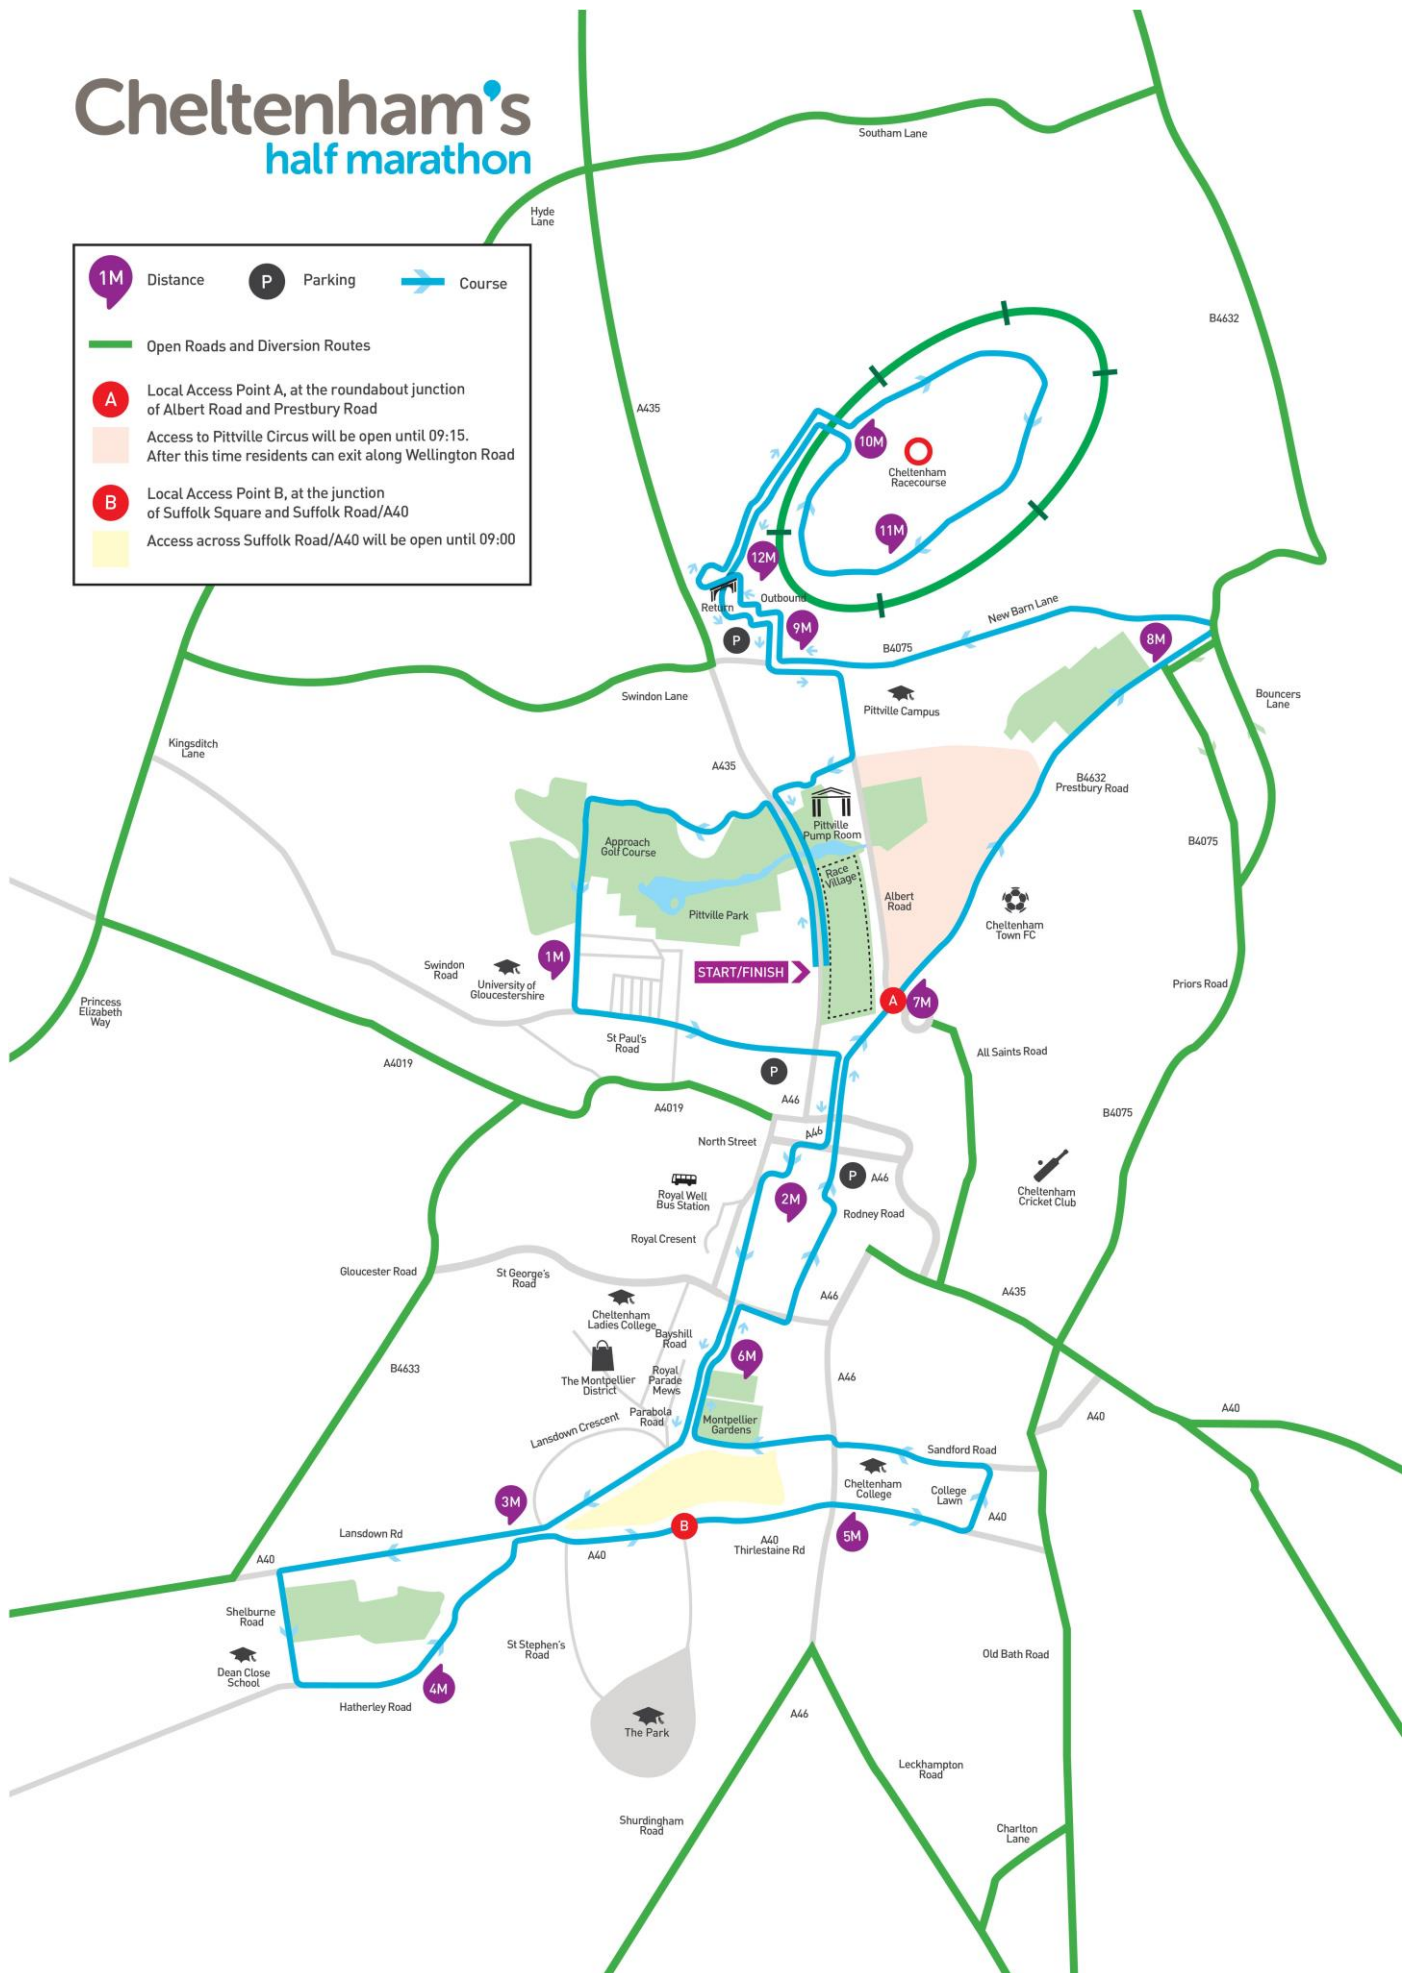 Cheltenham's
half marathon
1M
Distance
P
Parking
Course
Open Roads and Diversion Routes
A
Local Access Point A, at the roundabout junction
of Albert Road and Prestbury Road
Access to Pittville Circus will be open until 09:15.
After this time residents can exit along Wellington Road
B
Local Access Point B, at the junction
of Suffolk Square and Suffolk Road/A40
Access across Suffolk Road/A40 will be open until 09:00
Southam Lane
Hyde
Lane
B4632
A435
10M
Cheltenham
Racecourse
11M
12M
Outbound
Return
New Barn Lane
9M
P
8M
B4075
Swindon Lane
Pittville Campus
Bouncers
Lane
Kingsditch
Lane
A435
B4632
Prestbury Road
Pittville
Pump Room
Approach
Golf Course
B4075
Race
Village
Albert
Road
Pittville Park
Cheltenham
Town FC
1M
Swindon
Road
University of
Gloucestershire
START/FINISH
Priors Road
Princess
Elizabeth
Way
A
7M
St Paul's
Road
All Saints Road
A4019
P
A46
A4019
B4075
North Street
A46
Royal Well
Bus Station
2M
P
A46
Cheltenham
Cricket Club
Rodney Road
Royal Cresent
Gloucester Road
St George's
Road
A46
A435
Cheltenham
Ladies College
Bayshill
Road
6M
B4633
The Montpellier
District
Royal
Parade
Mews
A46
Parabola
Road
Montpellier
Gardens
A40
A40
Lansdown Crescent
Sandford Road
Cheltenham
College
College
Lawn
3M
A40
B
5M
Lansdown Rd
A40
Thirlestaine Rd
A40
A40
Shelburne
Road
St Stephen's
Road
Old Bath Road
Dean Close
School
4M
Hatherley Road
The Park
A46
Leckhampton
Road
Shurdingham
Road
Charlton
Lane